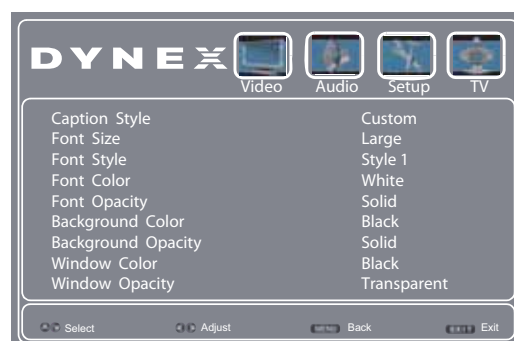 DYNEX
Video Audio Setup TV
Caption Style Custom
Font Size Large
Font Style Style 1
Font Color White
Font Opacity Solid
Background Color Black
Background Opacity Solid
Window Color Black
Window Opacity Transparent
Select Adjust MENU Back EXIT Exit